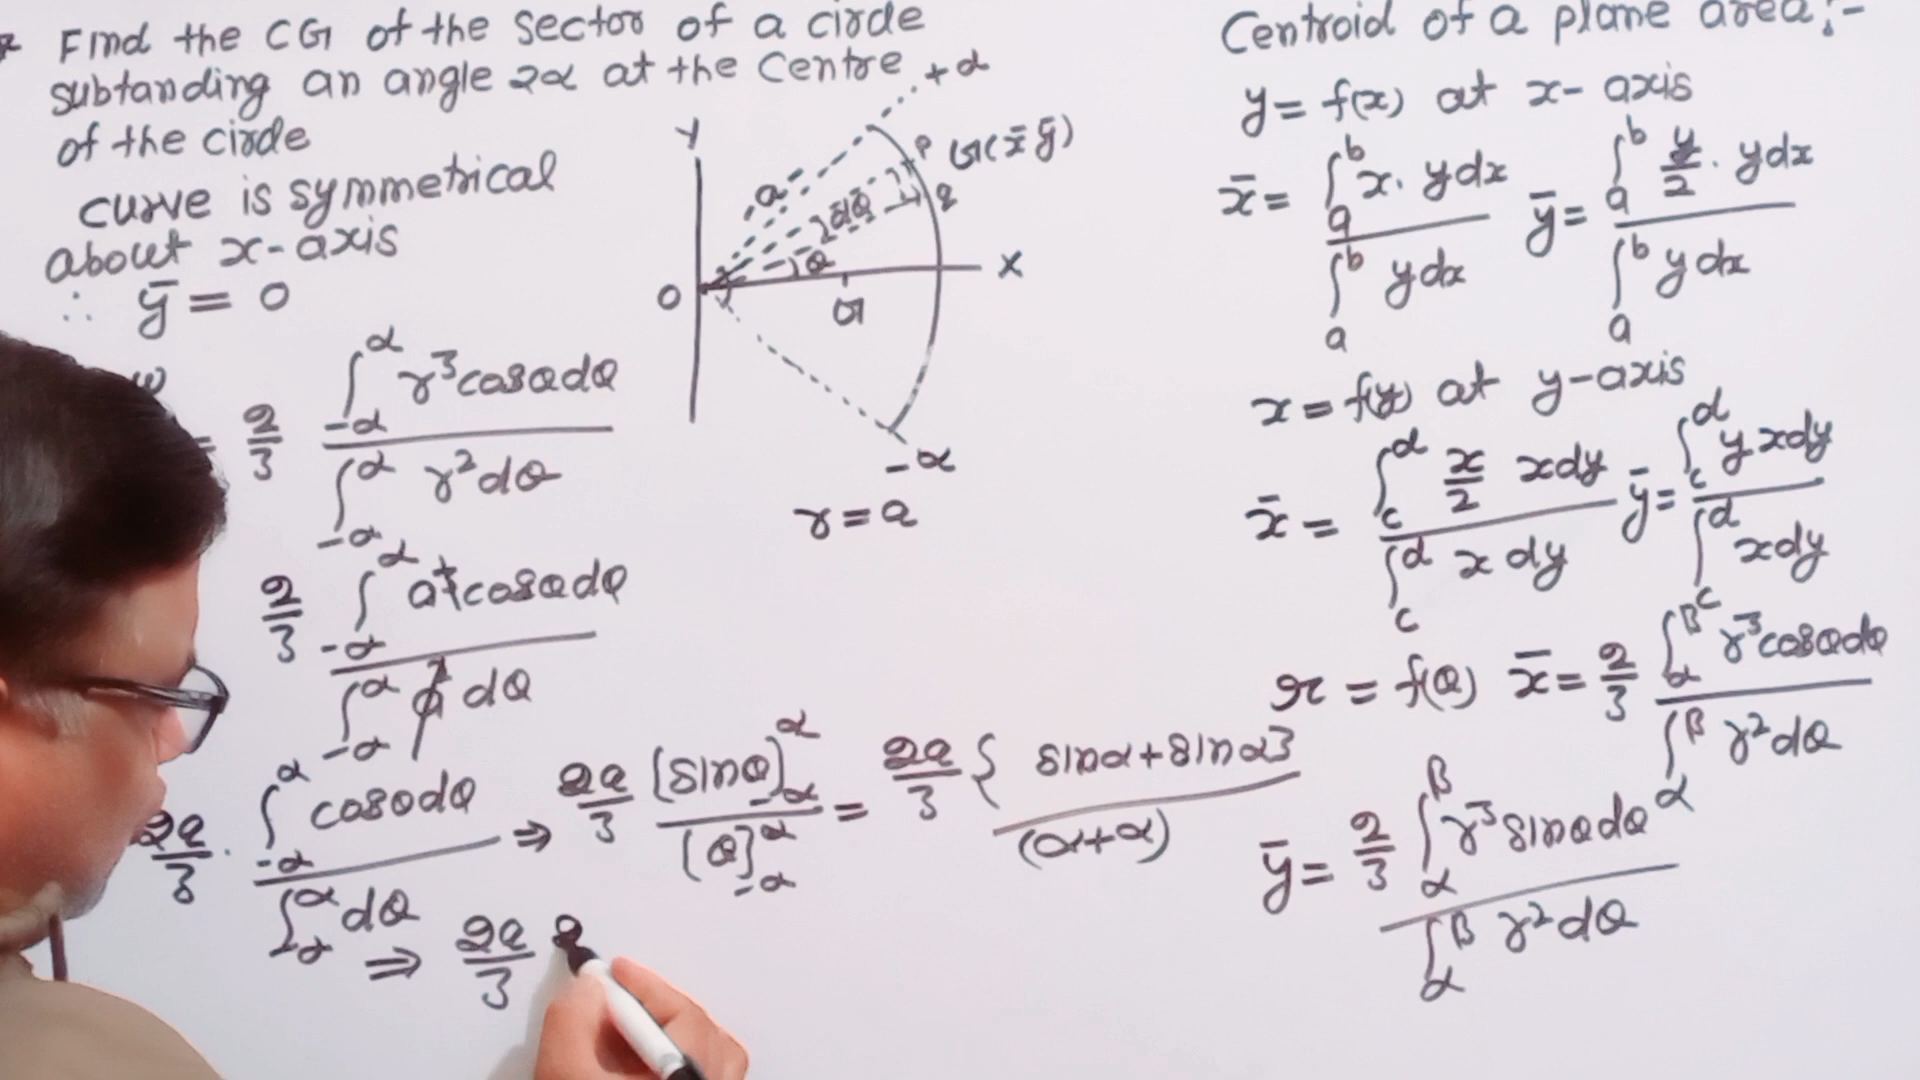 Find the CG of the sector of a circle
subtanding an angle 2α at the Centre
of the circle
curve is symmetrical
about x-axis
∴ ȳ = 0
= 2/3 ∫_{-α}^{α} r³cosθdθ / ∫_{-α}^{α} r²dθ
2/3 ∫_{-α}^{α} cosθdθ / ∫_{-α}^{α} dθ
2a/3 · ∫_{-α}^{α} cosθdθ / ∫_{-α}^{α} dθ ⇒ 2a/3 [sinθ]_{-α}^{α} / [θ]_{-α}^{α} = 2a/3 { sinα+sinα} / (α+α)
⇒ 2a/3 2
+α
Y
a
P G(x̄ ȳ)
Q
dθ
θ
O
G
X
-α
r = a
Centroid of a plane area:-
y = f(x) at x-axis
x̄ = ∫_a^b x. ydx / ∫_a^b ydx ȳ = ∫_a^b y/2 . ydx / ∫_a^b ydx
x = f(y) at y-axis
x̄ = ∫_c^d x/2 xdy / ∫_c^d x dy ȳ = ∫_c^d y xdy / ∫_c^d xdy
r = f(θ) x̄ = 2/3 ∫_α^β r³cosθdθ / ∫_α^β r²dθ
ȳ = 2/3 ∫_α^β r³sinθdθ / ∫_α^β r²dθ